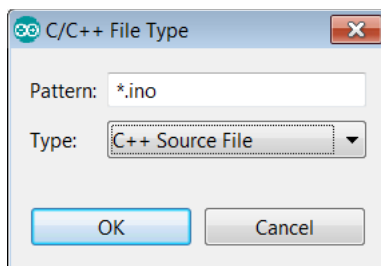 C/C++ File Type
Pattern: *.ino
Type: C++ Source File
OK Cancel